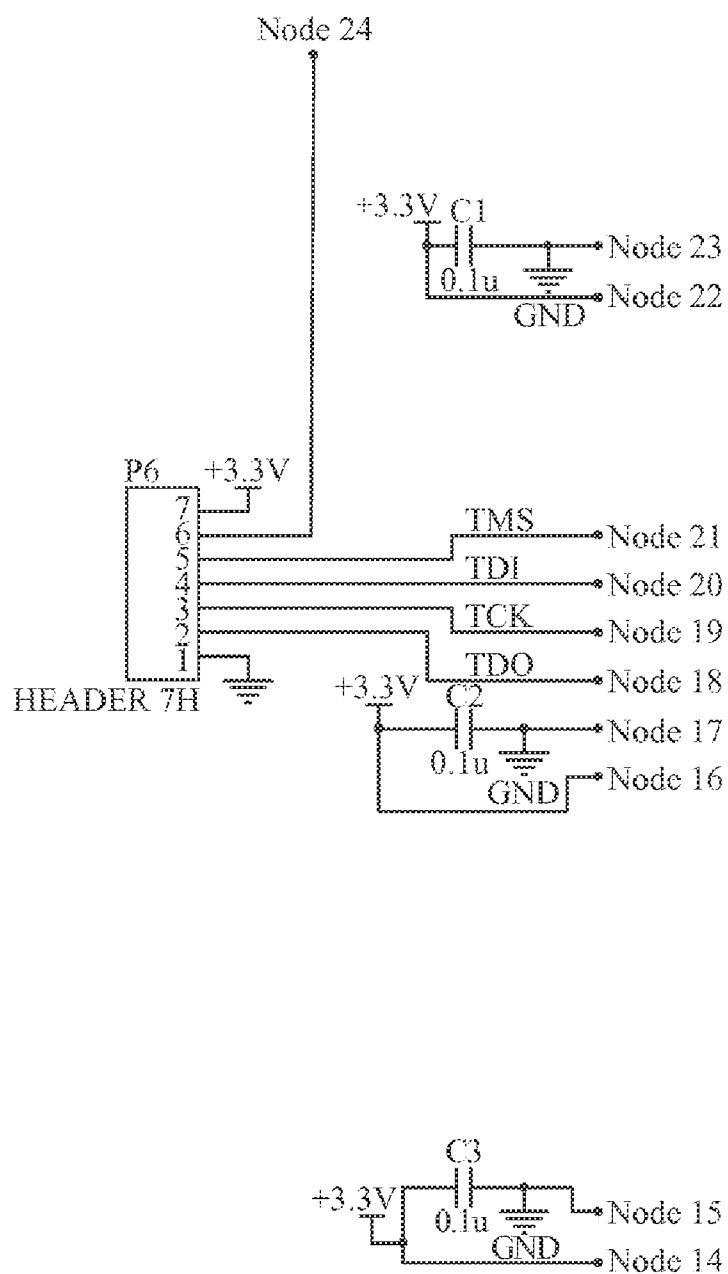 Node 24
+3.3V C1
Node 23
0.1u
Node 22
GND
P6 +3.3V
7
6
5
4
3
2
1
TMS
Node 21
TDI
Node 20
TCK
Node 19
TDO
Node 18
HEADER 7H
+3.3V C2
Node 17
0.1u
GND
Node 16
C3
+3.3V
0.1u
Node 15
GND
Node 14